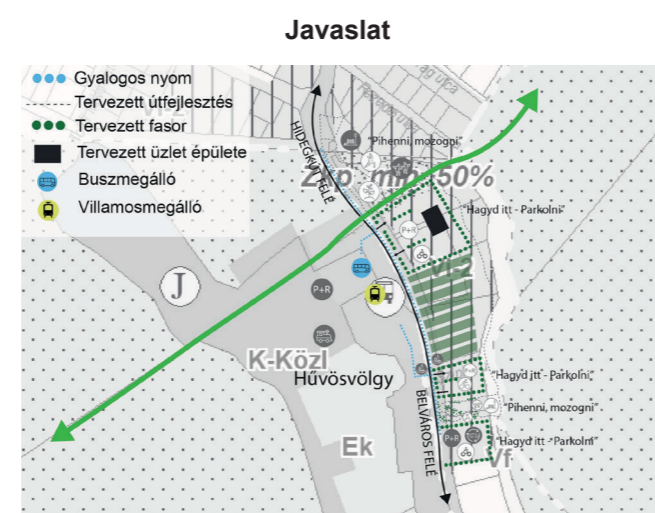 Javaslat
Gyalogos nyom
Tervezett útfejlesztés
Tervezett fasor
Tervezett üzlet épülete
Buszmegálló
Villamosmegálló
HIDEGKÚT FELÉ
"Pihenni, mozogni"
50%
"Hagyd itt - Parkolni"
P+R
Vi-2
J
P+R
K-Közl
Hűvösvölgy
"Hagyd itt - Parkolni"
BELVÁROS FELÉ
"Pihenni, mozogni"
Ek
P+R
"Hagyd itt - Parkolni"
Vf